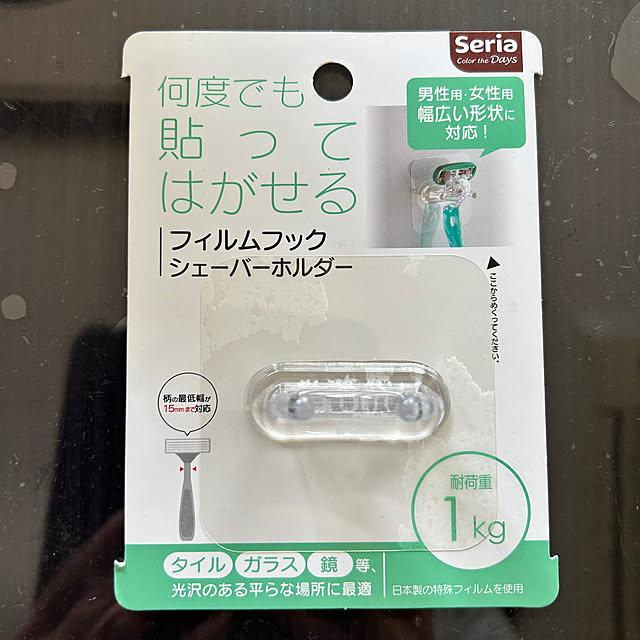 Seria
Color the Days
何度でも
貼って
はがせる
フィルムフック
シェーバーホルダー
男性用・女性用
幅広い形状に
対応！
ここからめくってください。
柄の最低幅が
15mmまで対応
耐荷重
1kg
タイル ガラス 鏡 等、
光沢のある平らな場所に最適
日本製の特殊フィルムを使用